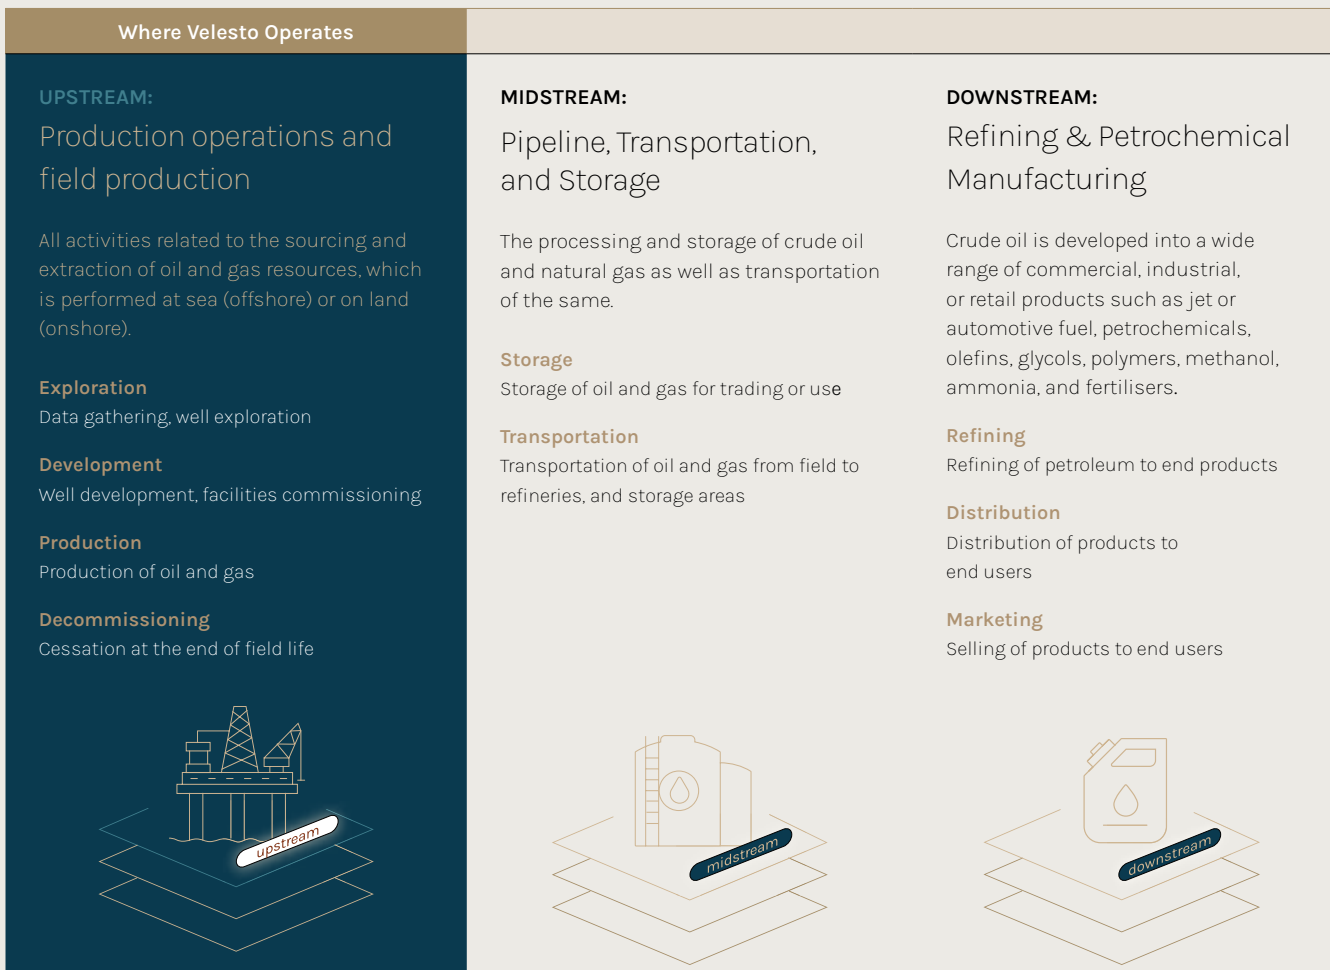 Where Velesto Operates
UPSTREAM:
Production operations and
field production
All activities related to the sourcing and
extraction of oil and gas resources, which
is performed at sea (offshore) or on land
(onshore).
Exploration
Data gathering, well exploration
Development
Well development, facilities commissioning
Production
Production of oil and gas
Decommissioning
Cessation at the end of field life
upstream
MIDSTREAM:
Pipeline, Transportation,
and Storage
The processing and storage of crude oil
and natural gas as well as transportation
of the same.
Storage
Storage of oil and gas for trading or use
Transportation
Transportation of oil and gas from field to
refineries, and storage areas
midstream
DOWNSTREAM:
Refining & Petrochemical
Manufacturing
Crude oil is developed into a wide
range of commercial, industrial,
or retail products such as jet or
automotive fuel, petrochemicals,
olefins, glycols, polymers, methanol,
ammonia, and fertilisers.
Refining
Refining of petroleum to end products
Distribution
Distribution of products to
end users
Marketing
Selling of products to end users
downstream